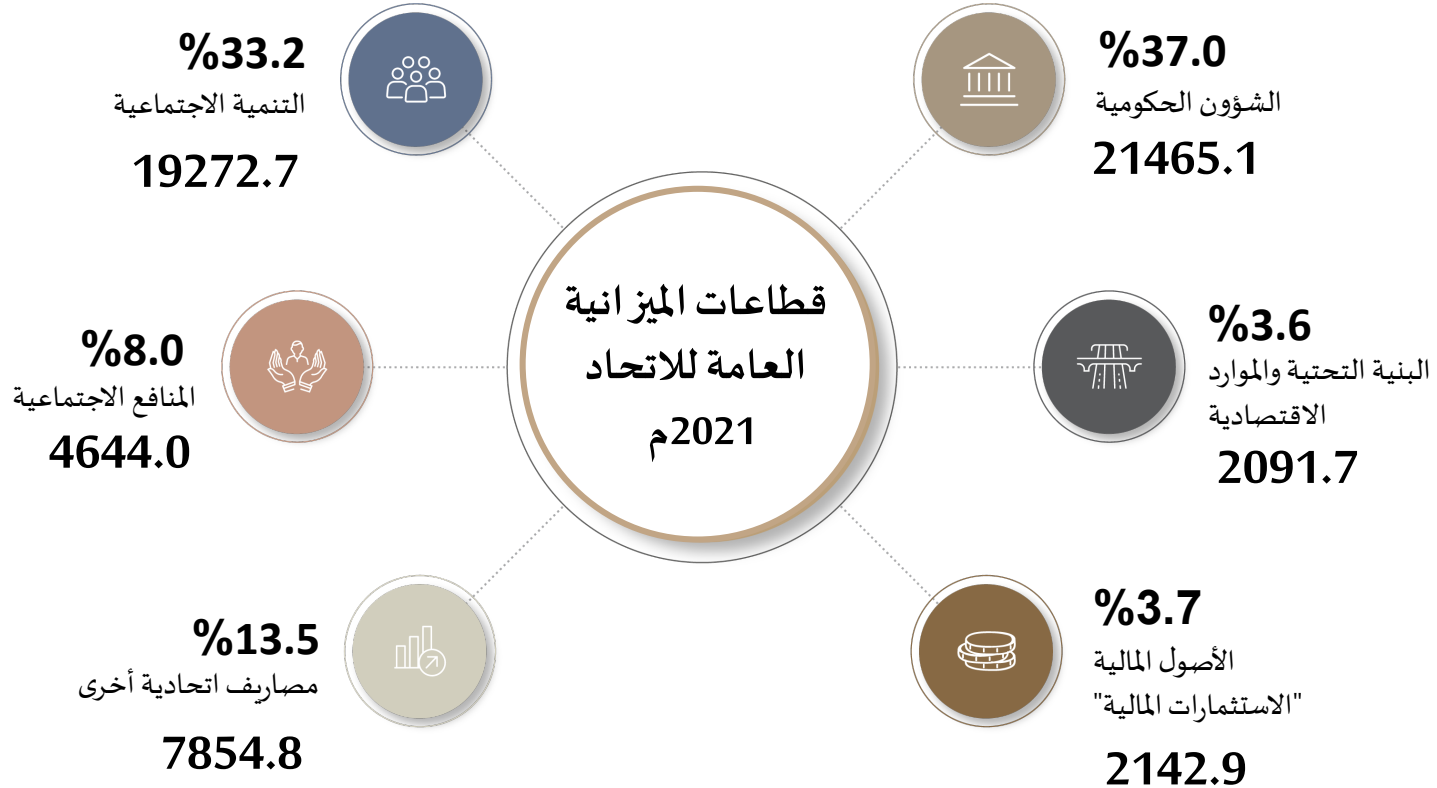 قطاعات الميزانية
العامة للاتحاد
2021م
%37.0
الشؤون الحكومية
21465.1
%3.6
البنية التحتية والموارد
الاقتصادية
2091.7
%3.7
الأصول المالية
"الاستثمارات المالية"
2142.9
%33.2
التنمية الاجتماعية
19272.7
%8.0
المنافع الاجتماعية
4644.0
%13.5
مصاريف اتحادية أخرى
7854.8